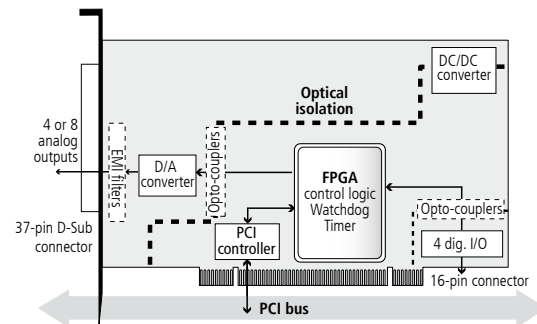 DC/DC
converter
Optical
isolation
4 or 8
analog
outputs
EMI filters
D/A
converter
Opto-couplers
FPGA
control logic
Watchdog
Timer
Opto-couplers
37-pin D-Sub
connector
PCI
controller
4 dig. I/O
16-pin connector
PCI bus